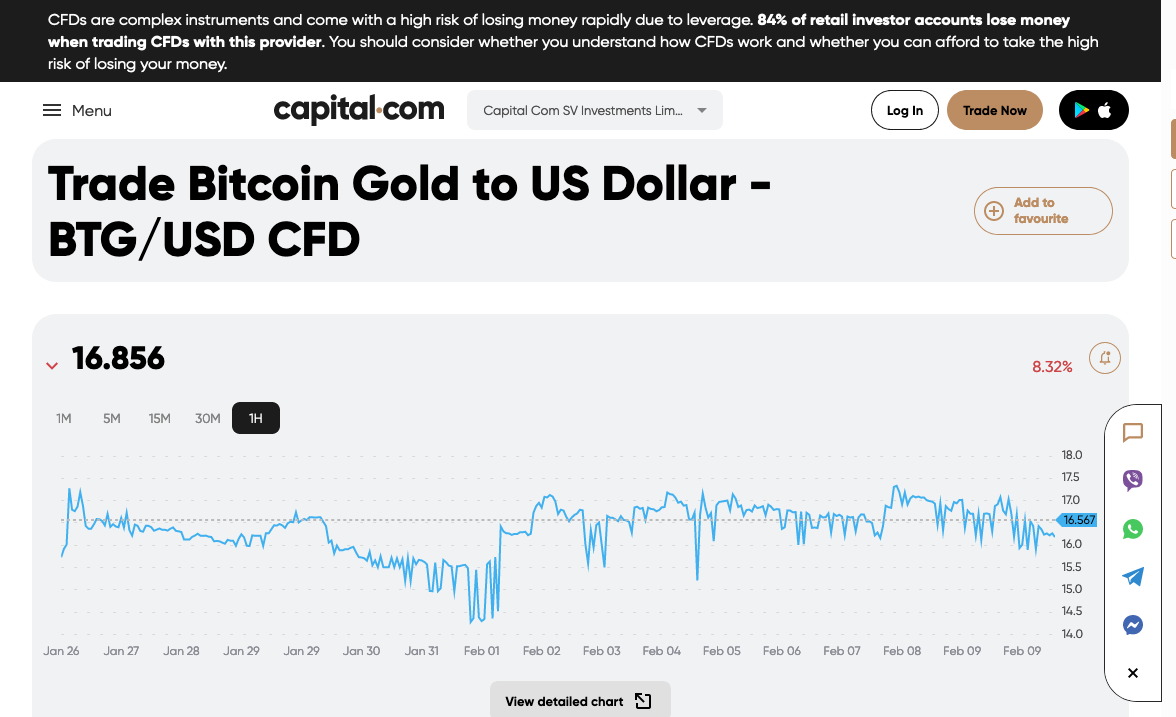 CFDs are complex instruments and come with a high risk of losing money rapidly due to leverage. 84% of retail investor accounts lose money
when trading CFDs with this provider. You should consider whether you understand how CFDs work and whether you can afford to take the high
risk of losing your money.
Menu
capital.com
Capital Com SV Investments Lim...
Log In
Trade Now
Trade Bitcoin Gold to US Dollar -
BTG/USD CFD
Add to
favourite
16.856
8.32%
1M 5M 15M 30M 1H
18.0
17.5
17.0
16.567
16.0
15.5
15.0
14.5
14.0
Jan 26 Jan 27 Jan 28 Jan 29 Jan 29 Jan 30 Jan 31 Feb 01 Feb 02 Feb 03 Feb 04 Feb 05 Feb 06 Feb 07 Feb 08 Feb 09 Feb 09
View detailed chart